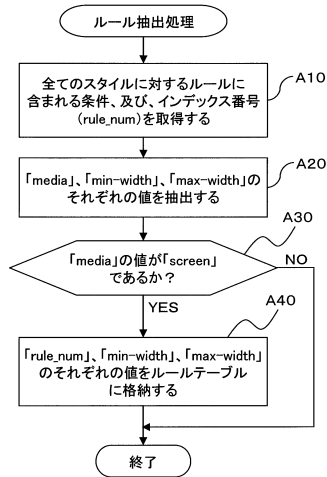 ルール抽出処理
A10
全てのスタイルに対するルールに
含まれる条件、及び、インデックス番号
(rule_num)を取得する
A20
「media」、「min-width」、「max-width」の
それぞれの値を抽出する
A30
「media」の値が「screen」
であるか?
NO
YES
A40
「rule_num」、「min-width」、「max-width」
のそれぞれの値をルールテーブル
に格納する
終了